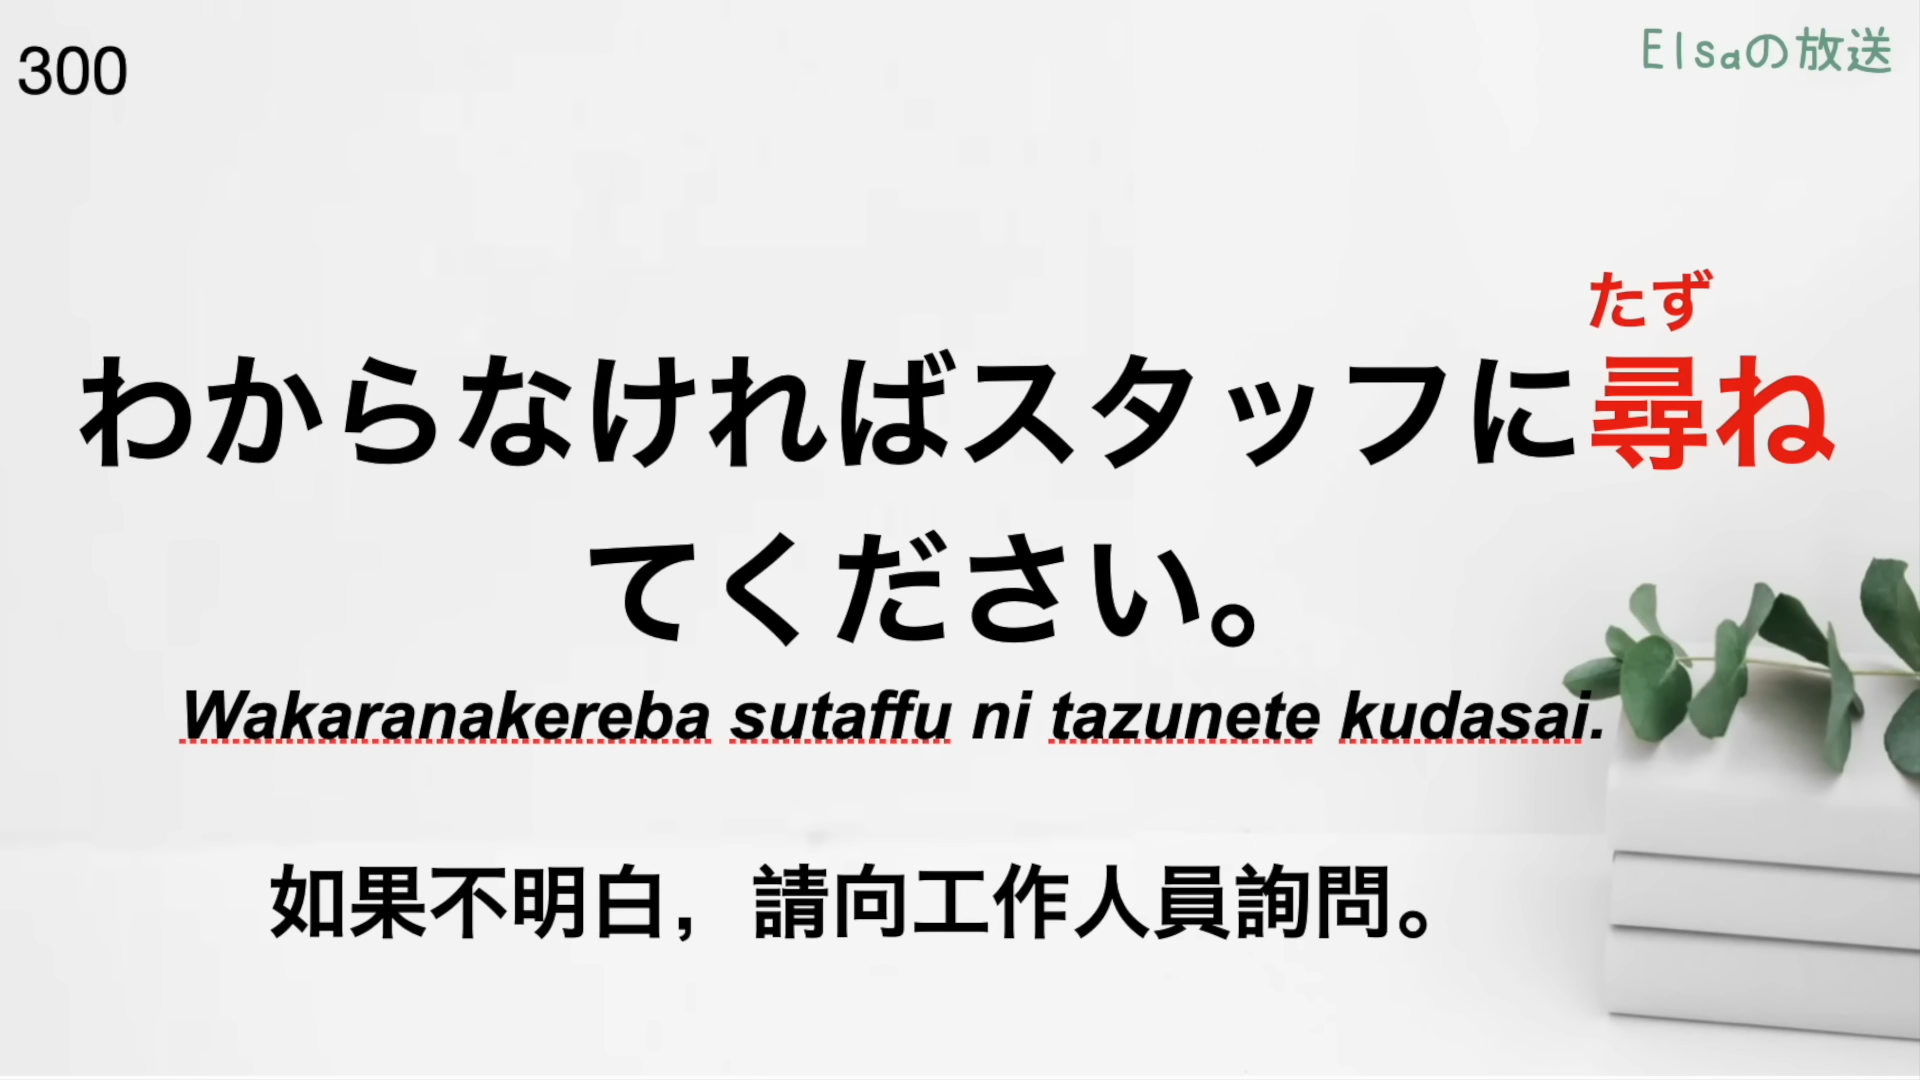 300
Elsaの放送
たず
わからなければスタッフに尋ね
てください。
Wakaranakereba sutaffu ni tazunete kudasai.
如果不明白，請向工作人員詢問。